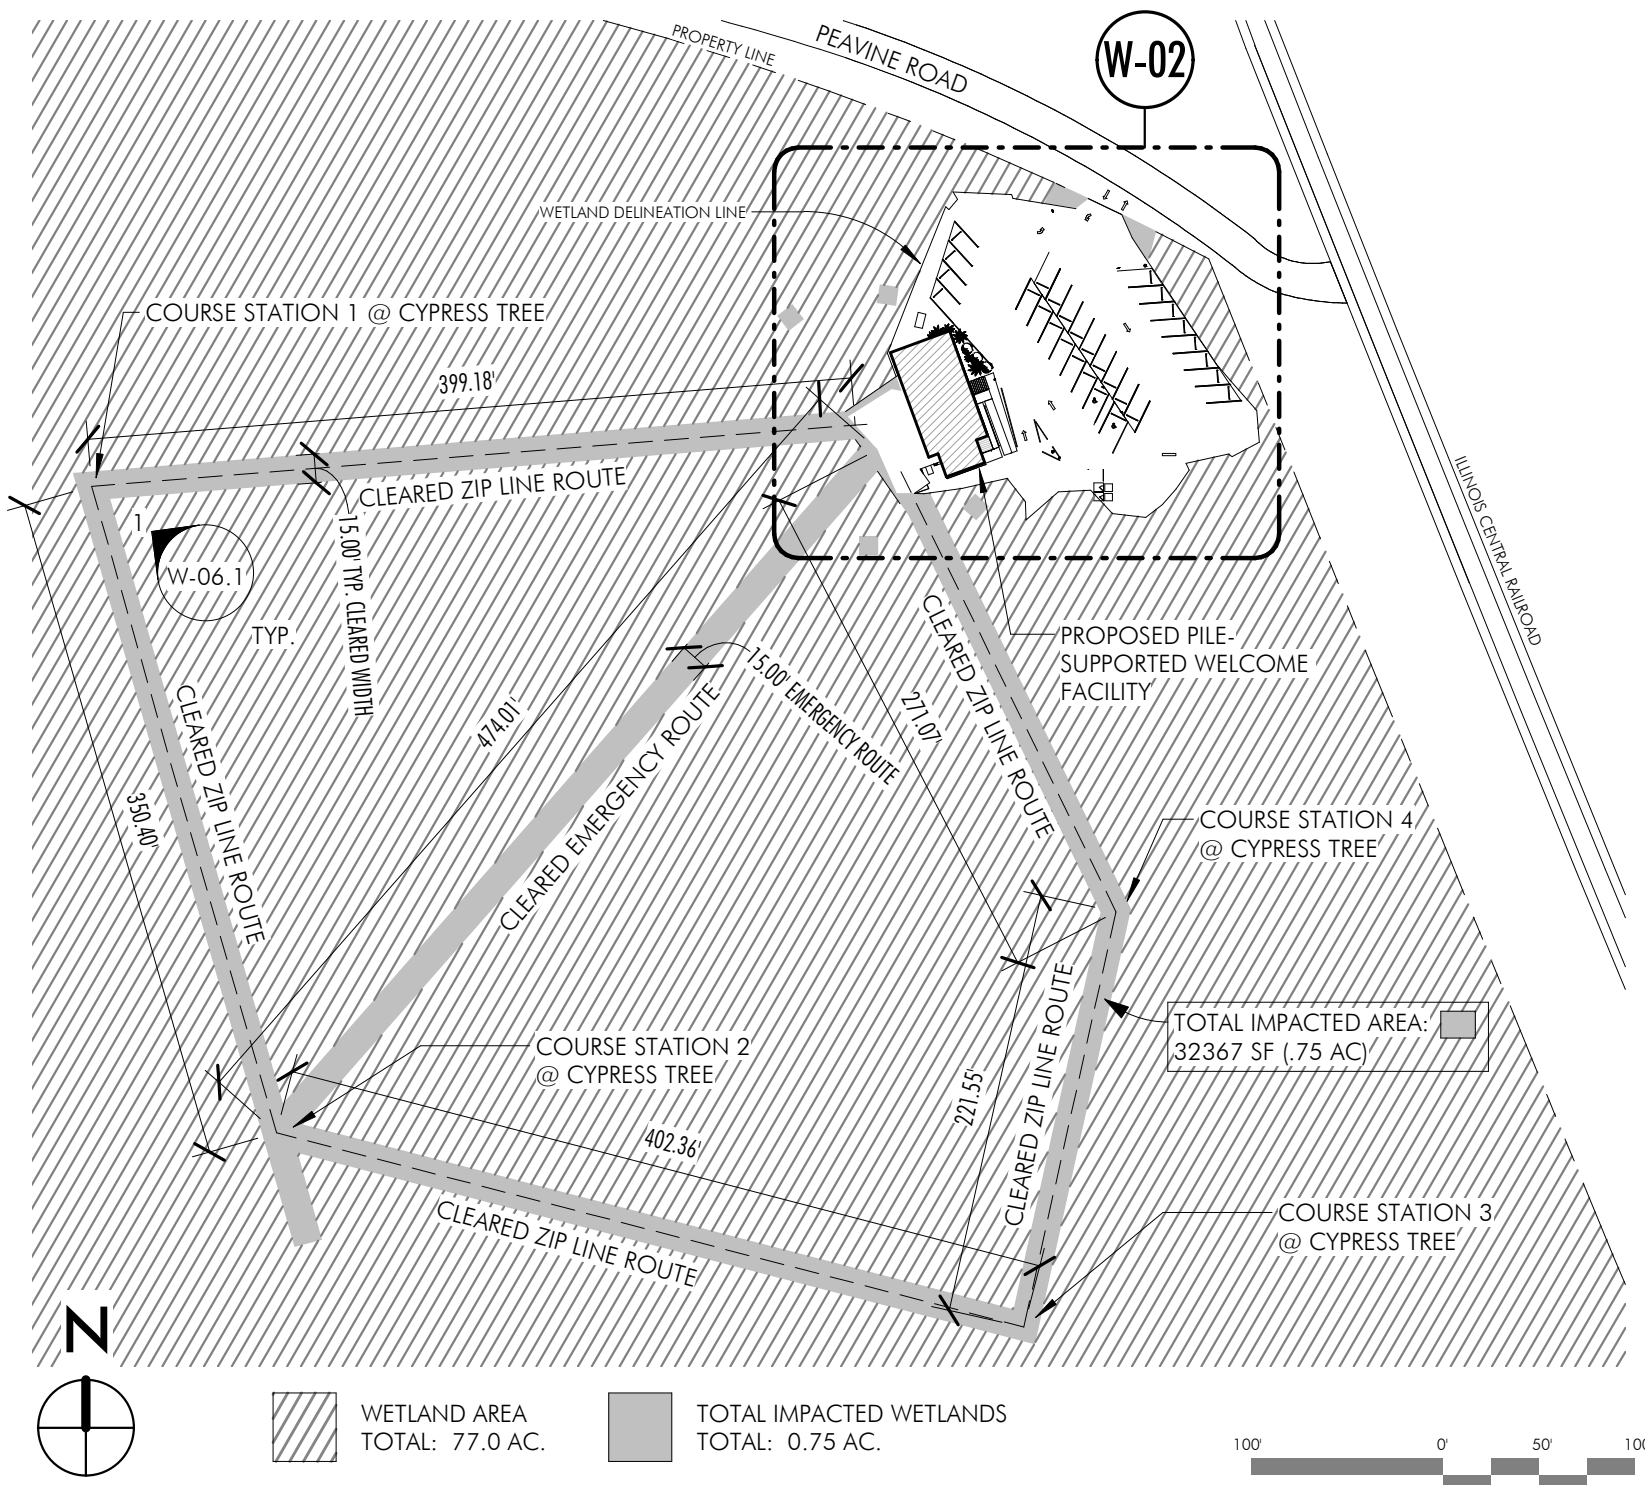 PEAVINE ROAD
PROPERTY LINE
W-02
WETLAND DELINEATION LINE
COURSE STATION 1 @ CYPRESS TREE
399.18'
CLEARED ZIP LINE ROUTE
15.00' TYP. CLEARED WIDTH
1
W-06.1
TYP.
ILLINOIS CENTRAL RAILROAD
PROPOSED PILE-
SUPPORTED WELCOME
FACILITY
CLEARED ZIP LINE ROUTE
15.00' EMERGENCY ROUTE
271.07'
474.01'
CLEARED EMERGENCY ROUTE
CLEARED ZIP LINE ROUTE
350.40'
COURSE STATION 4
@ CYPRESS TREE
TOTAL IMPACTED AREA:
32367 SF (.75 AC)
COURSE STATION 2
@ CYPRESS TREE
221.55'
CLEARED ZIP LINE ROUTE
402.36'
CLEARED ZIP LINE ROUTE
COURSE STATION 3
@ CYPRESS TREE
N
WETLAND AREA
TOTAL: 77.0 AC.
TOTAL IMPACTED WETLANDS
TOTAL: 0.75 AC.
100' 0' 50' 100